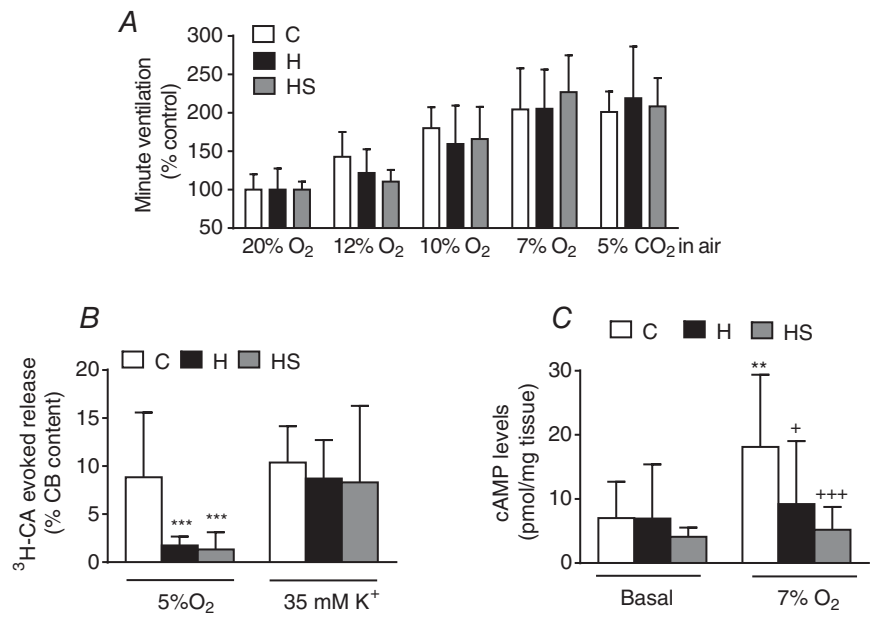 A
Minute ventilation
(% control)
300
250
200
150
100
50
C
H
HS
20% O₂ 12% O₂ 10% O₂ 7% O₂ 5% CO₂ in air
B
³H-CA evoked release
(% CB content)
C H HS
20
15
10
5
0
*** ***
5%O₂ 35 mM K⁺
C
cAMP levels
(pmol/mg tissue)
C H HS
30
20
10
0
**
+
+++
Basal 7% O₂